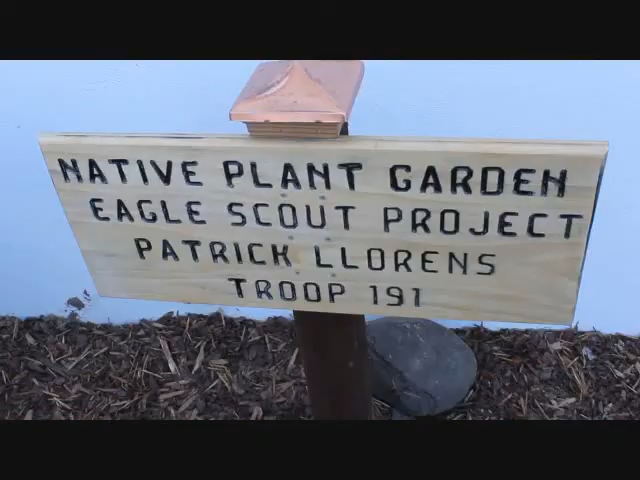 NATIVE PLANT GARDEN
EAGLE SCOUT PROJECT
PATRICK LLORENS
TROOP 191